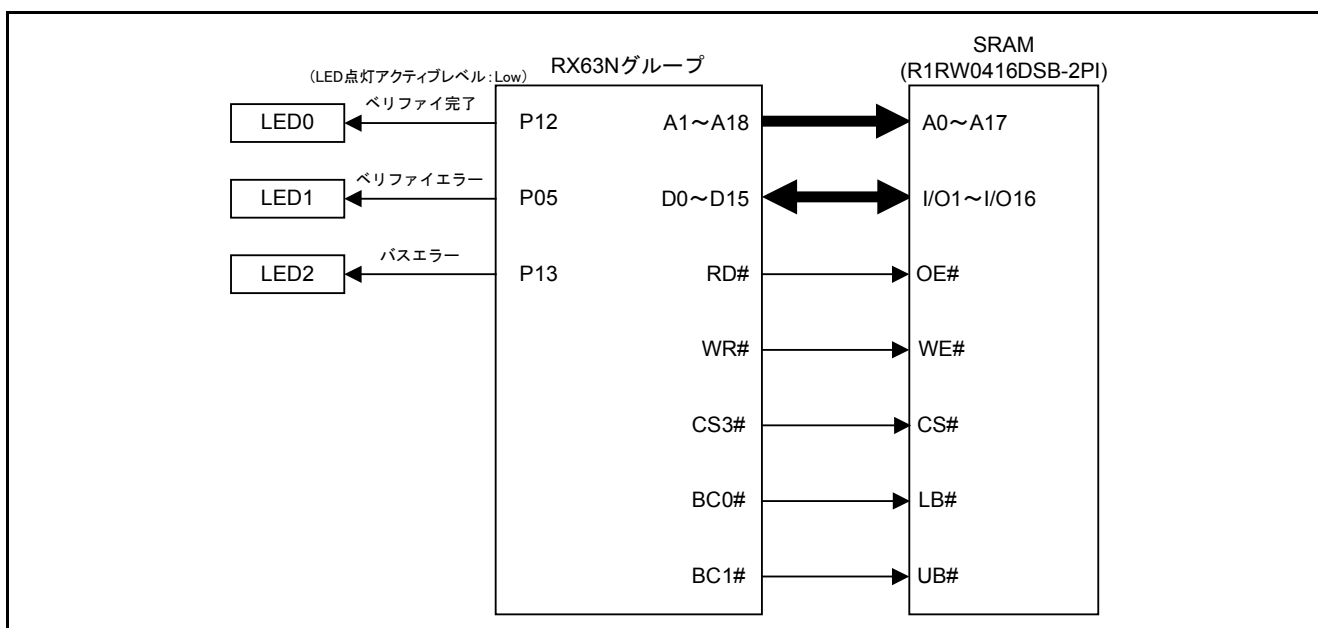 SRAM
(R1RW0416DSB-2PI)
RX63Nグループ
(LED点灯アクティブレベル:Low)
LED0 ベリファイ完了 P12 A1～A18 A0～A17
LED1 ベリファイエラー P05 D0～D15 I/O1～I/O16
LED2 バスエラー P13 RD# OE#
WR# WE#
CS3# CS#
BC0# LB#
BC1# UB#